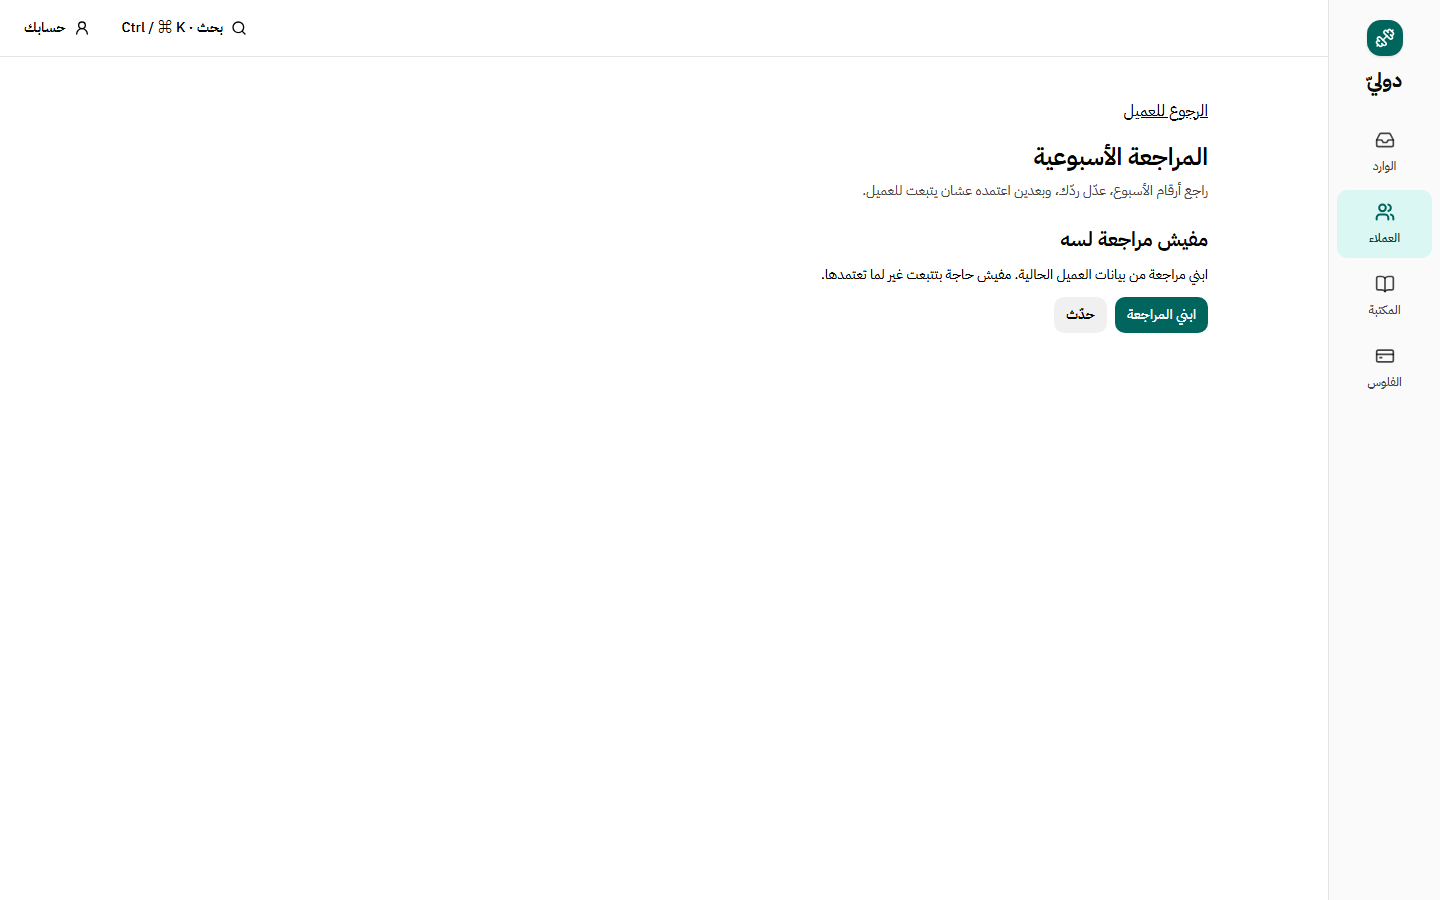 دوليّ
الوارد
العملاء
المكتبة
الفلوس
بحث · Ctrl / ⌘ K
حسابك
الرجوع للعميل
المراجعة الأسبوعية
راجع أرقام الأسبوع، عدّل ردّك، وبعدين اعتمده عشان يتبعت للعميل.
مفيش مراجعة لسه
ابني مراجعة من بيانات العميل الحالية. مفيش حاجة بتتبعت غير لما تعتمدها.
ابني المراجعة
حدّث